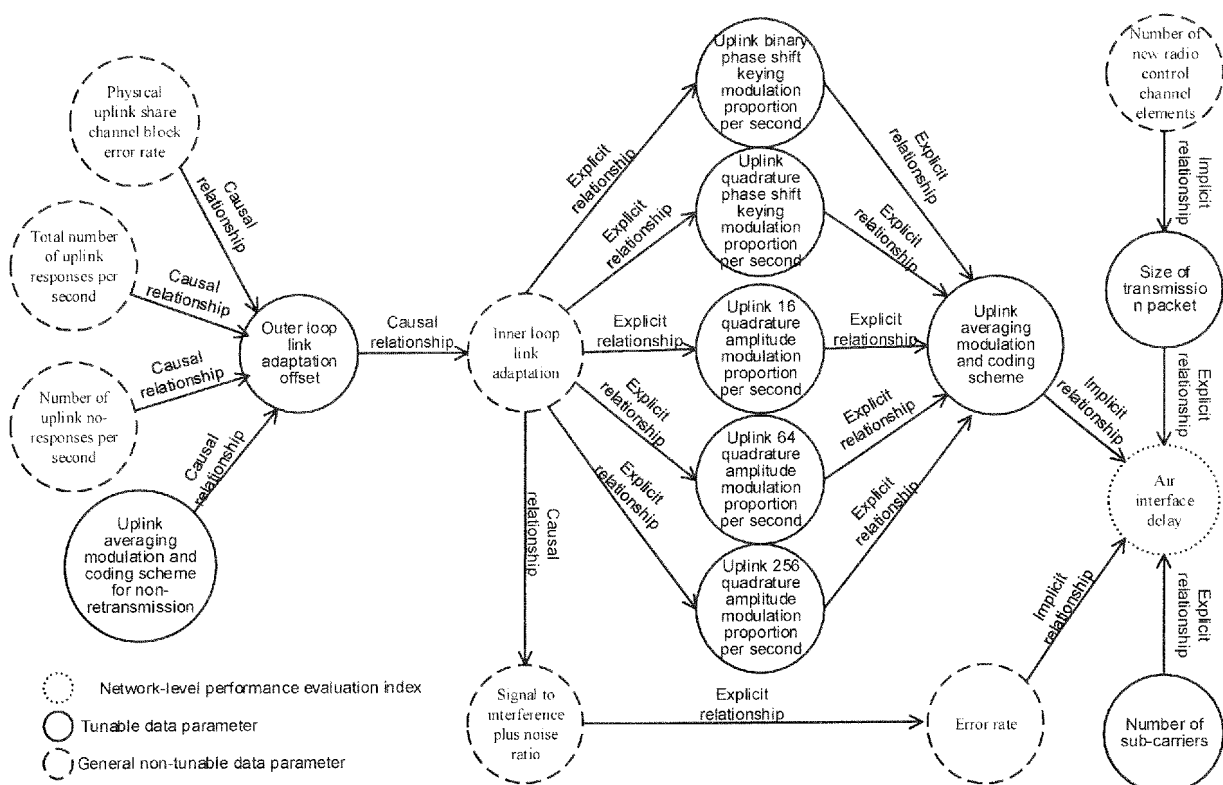 Physical
uplink share
channel block
error rate
Causal
relationship
Total number
of uplink
responses per
second
Causal
relationship
Number of
uplink no-
responses per
second
Causal
relationship
Uplink
averaging
modulation and
coding scheme
for non-
retransmission
Causal
relationship
Outer loop
link
adaptation
offset
Causal
relationship
Inner loop
link
adaptation
Explicit
relationship
Explicit
relationship
Explicit
relationship
Explicit
relationship
Explicit
relationship
Causal
relationship
Uplink binary
phase shift
keying
modulation
proportion
per second
Uplink
quadrature
phase shift
keying
modulation
proportion
per second
Uplink 16
quadrature
amplitude
modulation
proportion
per second
Uplink 64
quadrature
amplitude
modulation
proportion
per second
Uplink 256
quadrature
amplitude
modulation
proportion
per second
Explicit
relationship
Explicit
relationship
Explicit
relationship
Explicit
relationship
Explicit
relationship
Uplink
averaging
modulation
and coding
scheme
Implicit
relationship
Number of
new radio
control
channel
elements
Implicit
relationship
Size of
transmissio
n packet
Explicit
relationship
Air
interface
delay
Implicit
relationship
Explicit
relationship
Signal to
interference
plus noise
ratio
Explicit
relationship
Error rate
Number of
sub-carriers
Network-level performance evaluation index
Tunable data parameter
General non-tunable data parameter